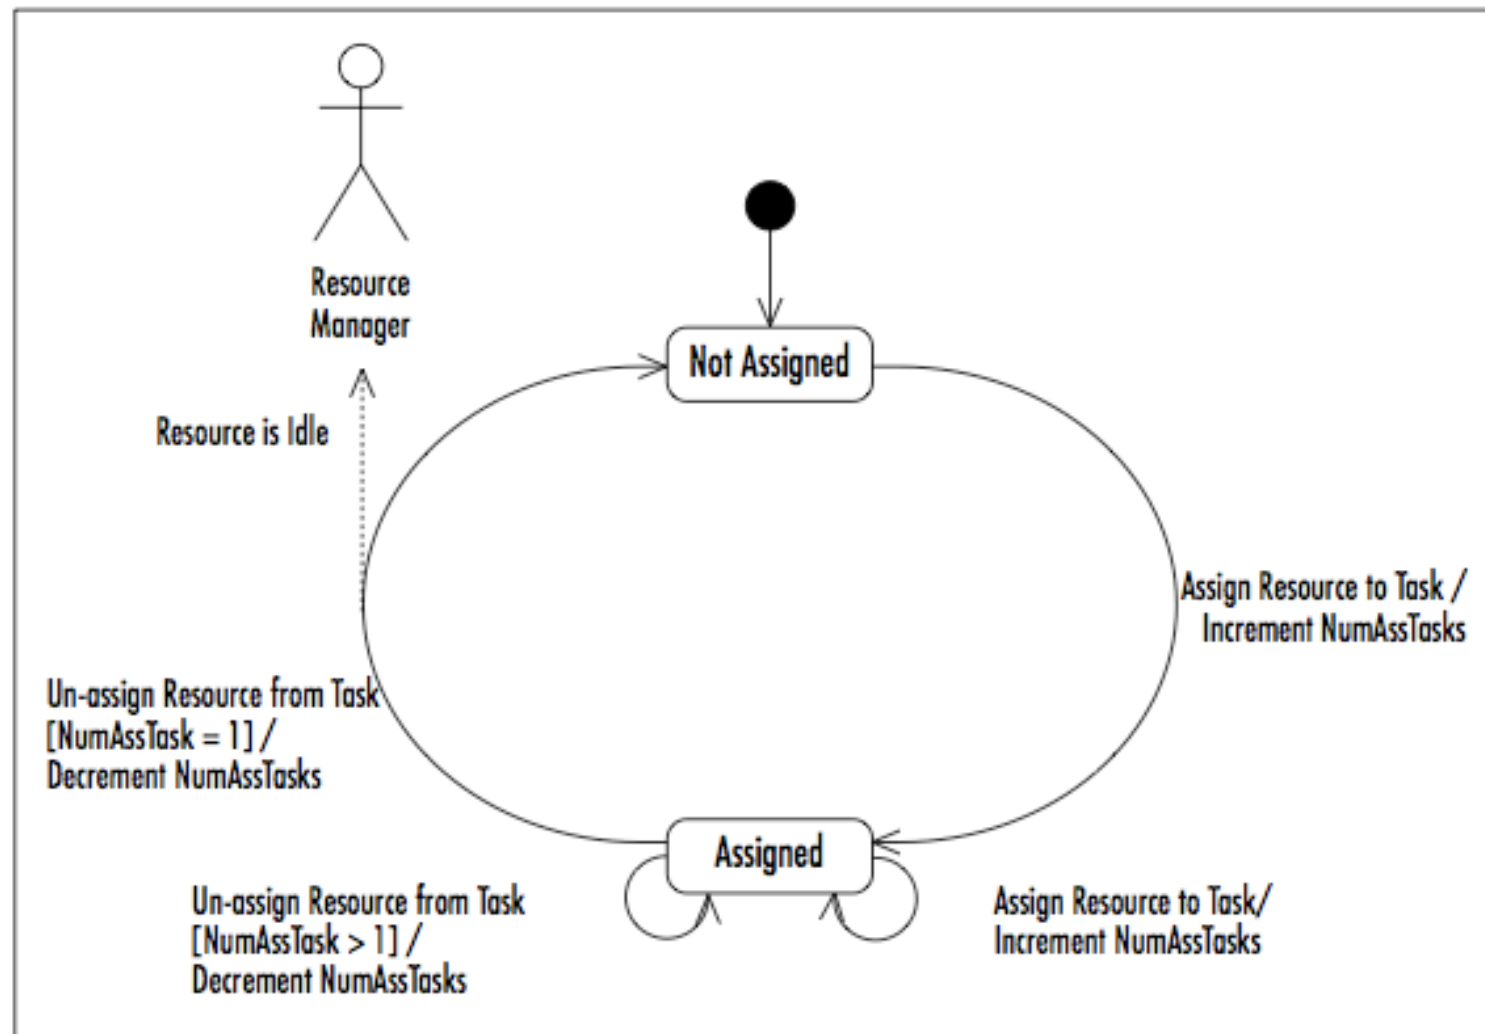 Resource
Manager
Not Assigned
Resource is Idle
Assign Resource to Task /
Increment NumAssTasks
Un-assign Resource from Task
[NumAssTask = 1] /
Decrement NumAssTasks
Assigned
Un-assign Resource from Task
[NumAssTask > 1] /
Decrement NumAssTasks
Assign Resource to Task/
Increment NumAssTasks